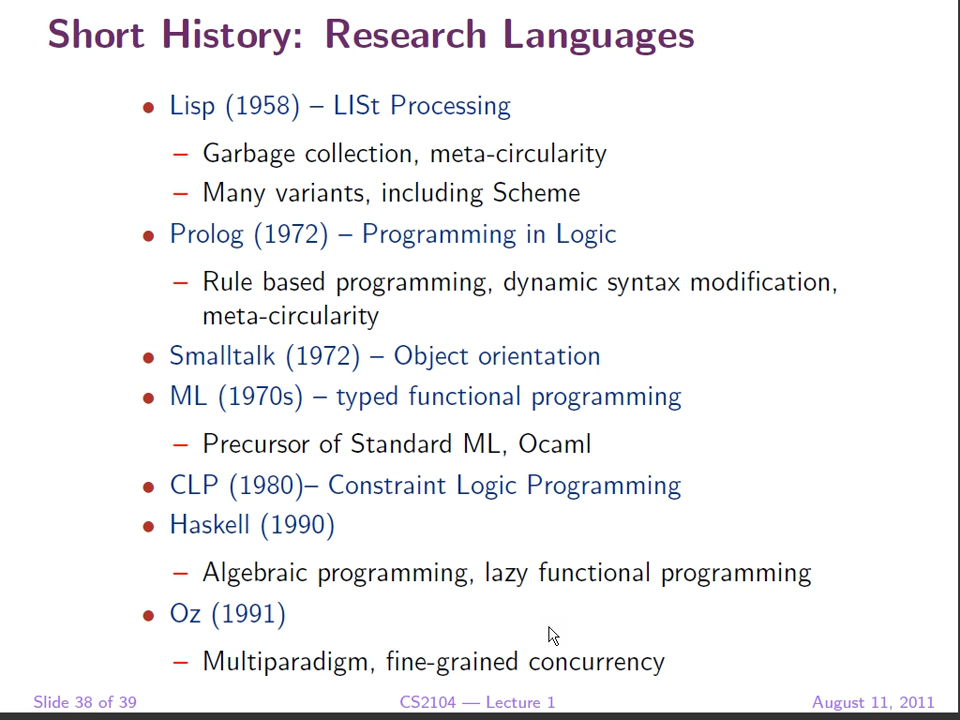 Short History: Research Languages
• Lisp (1958) – LISt Processing
– Garbage collection, meta-circularity
– Many variants, including Scheme
• Prolog (1972) – Programming in Logic
– Rule based programming, dynamic syntax modification,
meta-circularity
• Smalltalk (1972) – Object orientation
• ML (1970s) – typed functional programming
– Precursor of Standard ML, Ocaml
• CLP (1980)– Constraint Logic Programming
• Haskell (1990)
– Algebraic programming, lazy functional programming
• Oz (1991)
– Multiparadigm, fine-grained concurrency
Slide 38 of 39 CS2104 — Lecture 1 August 11, 2011